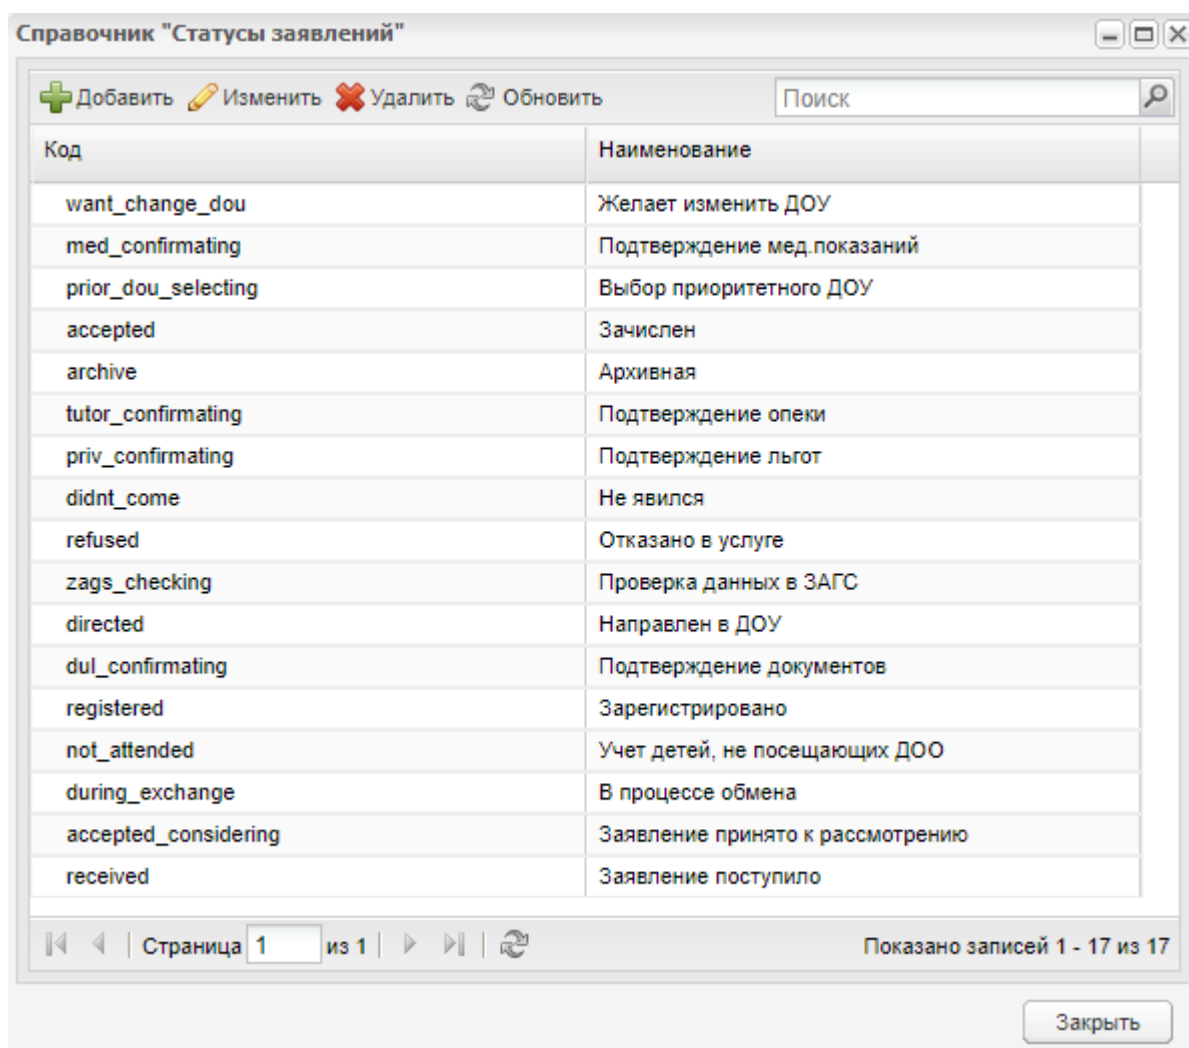 Справочник "Статусы заявлений"
Добавить Изменить Удалить Обновить Поиск
Код Наименование
want_change_dou Желает изменить ДОУ
med_confirmating Подтверждение мед.показаний
prior_dou_selecting Выбор приоритетного ДОУ
accepted Зачислен
archive Архивная
tutor_confirmating Подтверждение опеки
priv_confirmating Подтверждение льгот
didnt_come Не явился
refused Отказано в услуге
zags_checking Проверка данных в ЗАГС
directed Направлен в ДОУ
dul_confirmating Подтверждение документов
registered Зарегистрировано
not_attended Учет детей, не посещающих ДОО
during_exchange В процессе обмена
accepted_considering Заявление принято к рассмотрению
received Заявление поступило
Страница 1 из 1 Показано записей 1 - 17 из 17
Закрыть